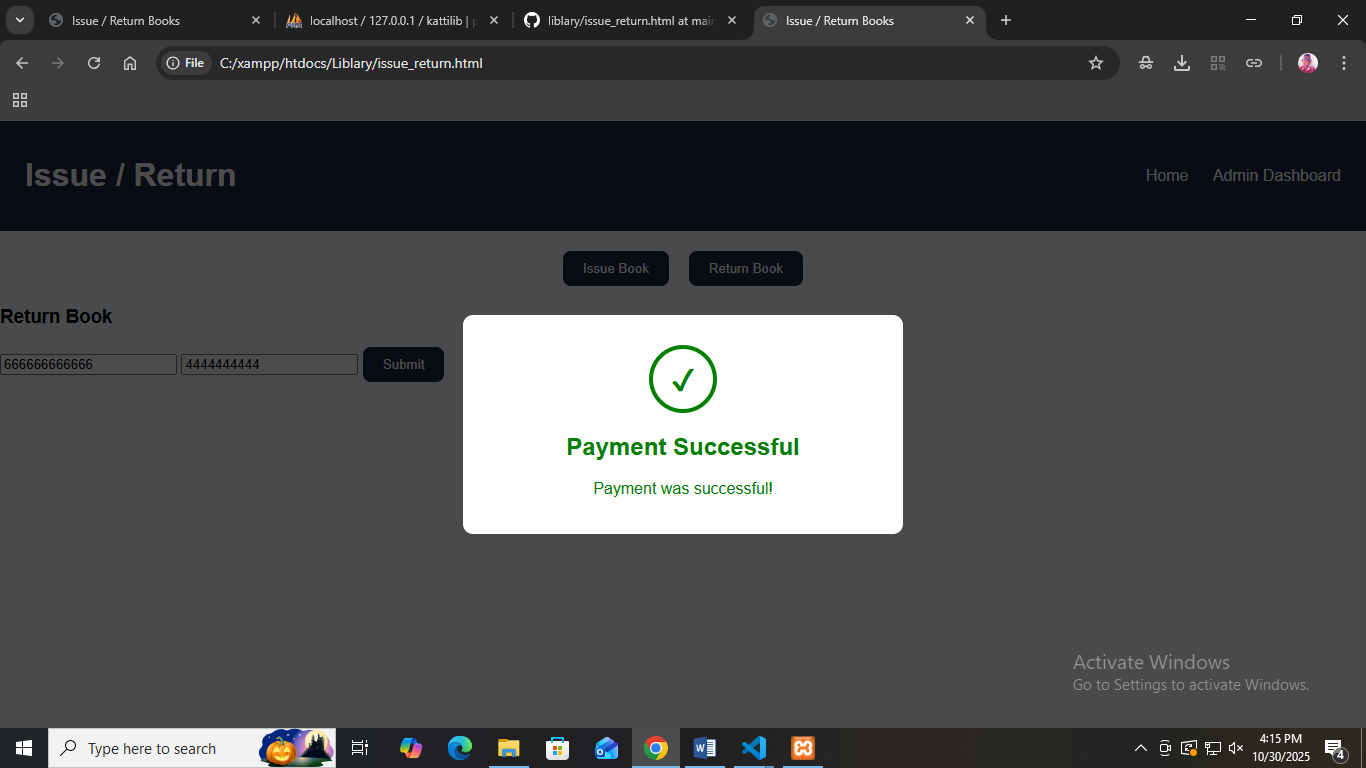 Issue / Return Books
localhost / 127.0.0.1 / kattilib | p
liblary/issue_return.html at mair
Issue / Return Books
File
C:/xampp/htdocs/Liblary/issue_return.html
Issue / Return
Home
Admin Dashboard
Issue Book
Return Book
Return Book
666666666666
4444444444
Submit
✓
Payment Successful
Payment was successful!
Activate Windows
Go to Settings to activate Windows.
Type here to search
4:15 PM
10/30/2025
4